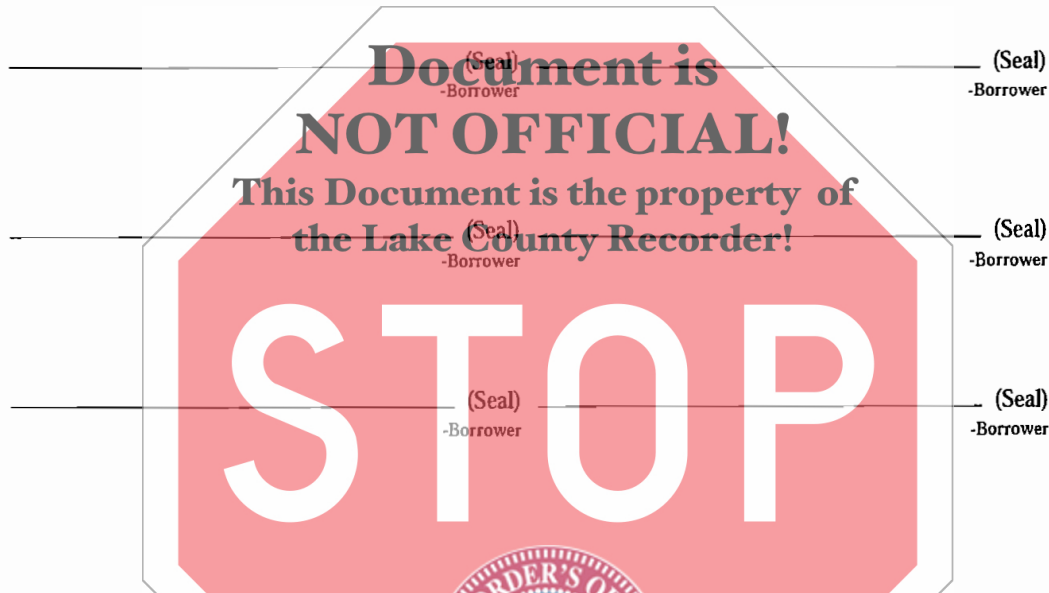 Document is
(Seal) (Seal)
-Borrower -Borrower
NOT OFFICIAL!
This Document is the property of
(Seal) (Seal)
the Lake County Recorder!
-Borrower -Borrower
STOP
(Seal) (Seal)
-Borrower -Borrower